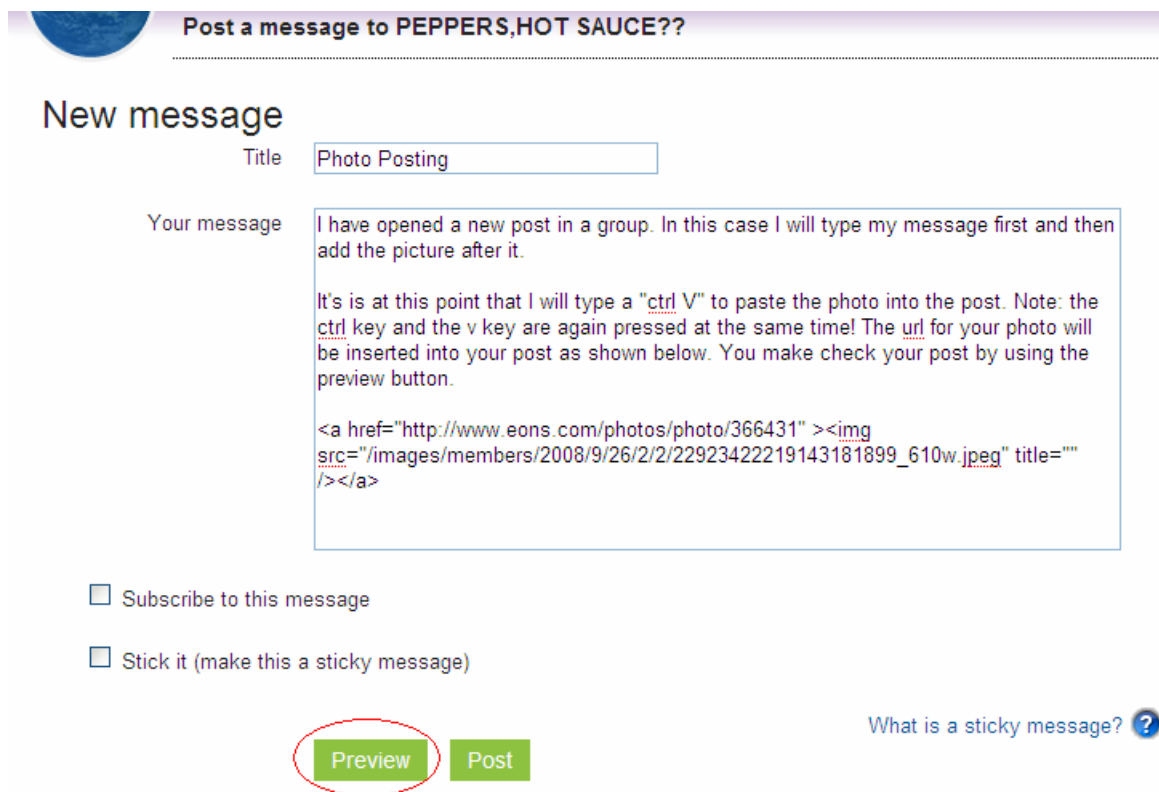 Post a message to PEPPERS,HOT SAUCE??
New message
Title
Photo Posting
Your message
I have opened a new post in a group. In this case I will type my message first and then
add the picture after it.
It's is at this point that I will type a "ctrl V" to paste the photo into the post. Note: the
ctrl key and the v key are again pressed at the same time! The url for your photo will
be inserted into your post as shown below. You make check your post by using the
preview button.
<a href="http://www.eons.com/photos/photo/366431" ><img
src="/images/members/2008/9/26/2/2/22923422219143181899_610w.jpeg" title=""
/></a>
Subscribe to this message
Stick it (make this a sticky message)
What is a sticky message? ?
Preview Post